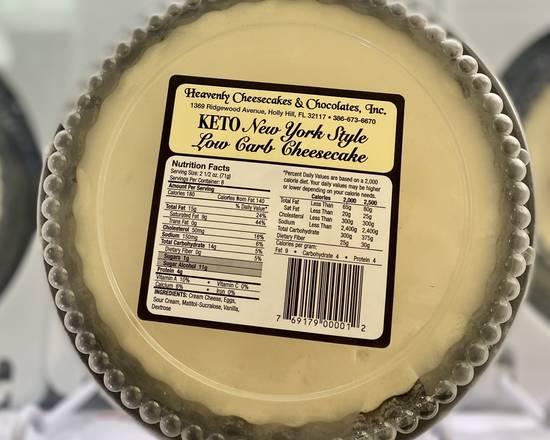 Heavenly Cheesecakes & Chocolates, Inc.
1369 Ridgewood Avenue, Holly Hill, FL 32117 * 386-673-6670
KETO New York Style
Low Carb Cheesecake
Nutrition Facts
Serving Size: 2 1/2 oz. (71g)
Servings Per Container: 8
Amount Per Serving
Calories 180 Calories from Fat 140
% Daily Value*
Total Fat 15g 24%
Saturated Fat 9g 44%
Trans Fat 0g
Cholesterol 50mg 16%
Sodium 150mg 6%
Total Carbohydrate 14g 5%
Dietary Fiber 0g
Sugars 1g
Sugar Alcohol 11g
Protein 4g
Vitamin A 10% • Vitamin C 0%
Calcium 6% • Iron 0%
INGREDIENTS: Cream Cheese, Eggs,
Sour Cream, Maltitol-Sucralose, Vanilla,
Dextrose
*Percent Daily Values are based on a 2,000
calorie diet. Your daily values may be higher
or lower depending on your calorie needs.
Calories 2,000 2,500
Total Fat Less Than 65g 80g
Sat Fat Less Than 20g 25g
Cholesterol Less Than 300mg 300mg
Sodium Less Than 2,400g 2,400g
Total Carbohydrate 300g 375g
Dietary Fiber 25g 30g
Calories per gram:
Fat 9 • Carbohydrate 4 • Protein 4
7 69179 00001 2